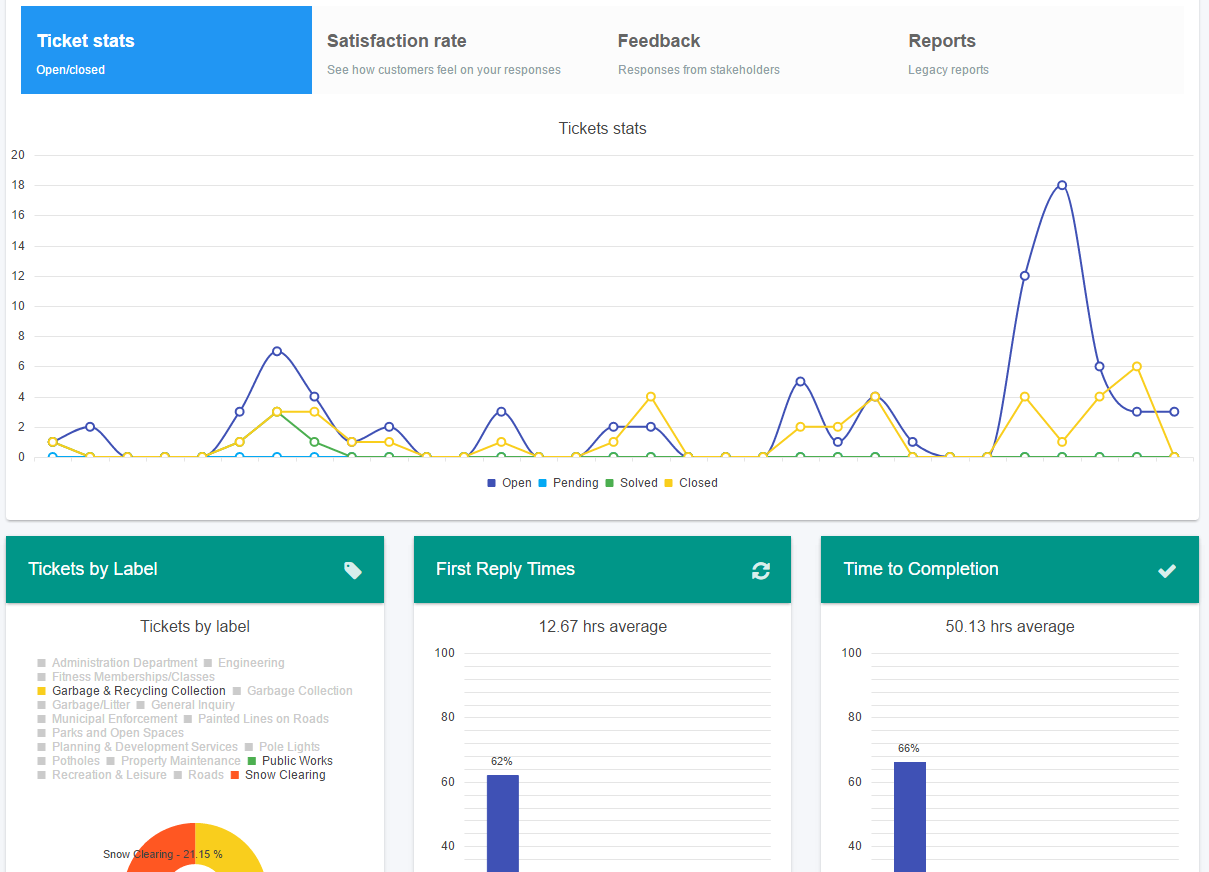 Ticket stats
Open/closed
Satisfaction rate
See how customers feel on your responses
Feedback
Responses from stakeholders
Reports
Legacy reports
Tickets stats
20
18
16
14
12
10
8
6
4
2
0
Open Pending Solved Closed
Tickets by Label
Tickets by label
Administration Department Engineering
Fitness Memberships/Classes
Garbage & Recycling Collection Garbage Collection
Garbage/Litter General Inquiry
Municipal Enforcement Painted Lines on Roads
Parks and Open Spaces
Planning & Development Services Pole Lights
Potholes Property Maintenance Public Works
Recreation & Leisure Roads Snow Clearing
Snow Clearing - 21.15 %
First Reply Times
12.67 hrs average
100
80
60
40
62%
Time to Completion
50.13 hrs average
100
80
60
40
66%